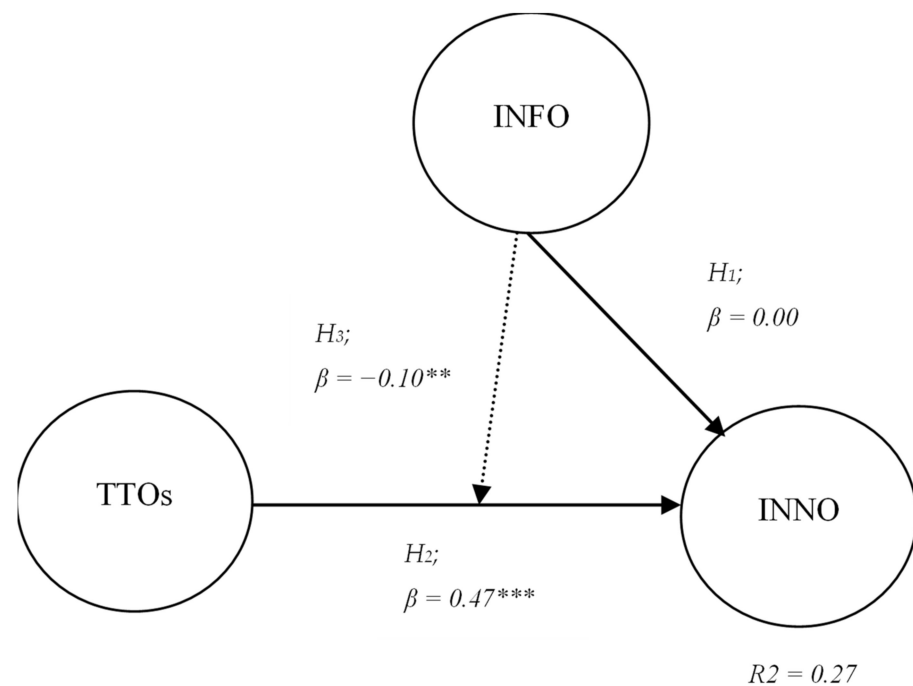 INFO
H1;
β = 0.00
H3;
β = −0.10**
TTOs
INNO
H2;
β = 0.47***
R2 = 0.27